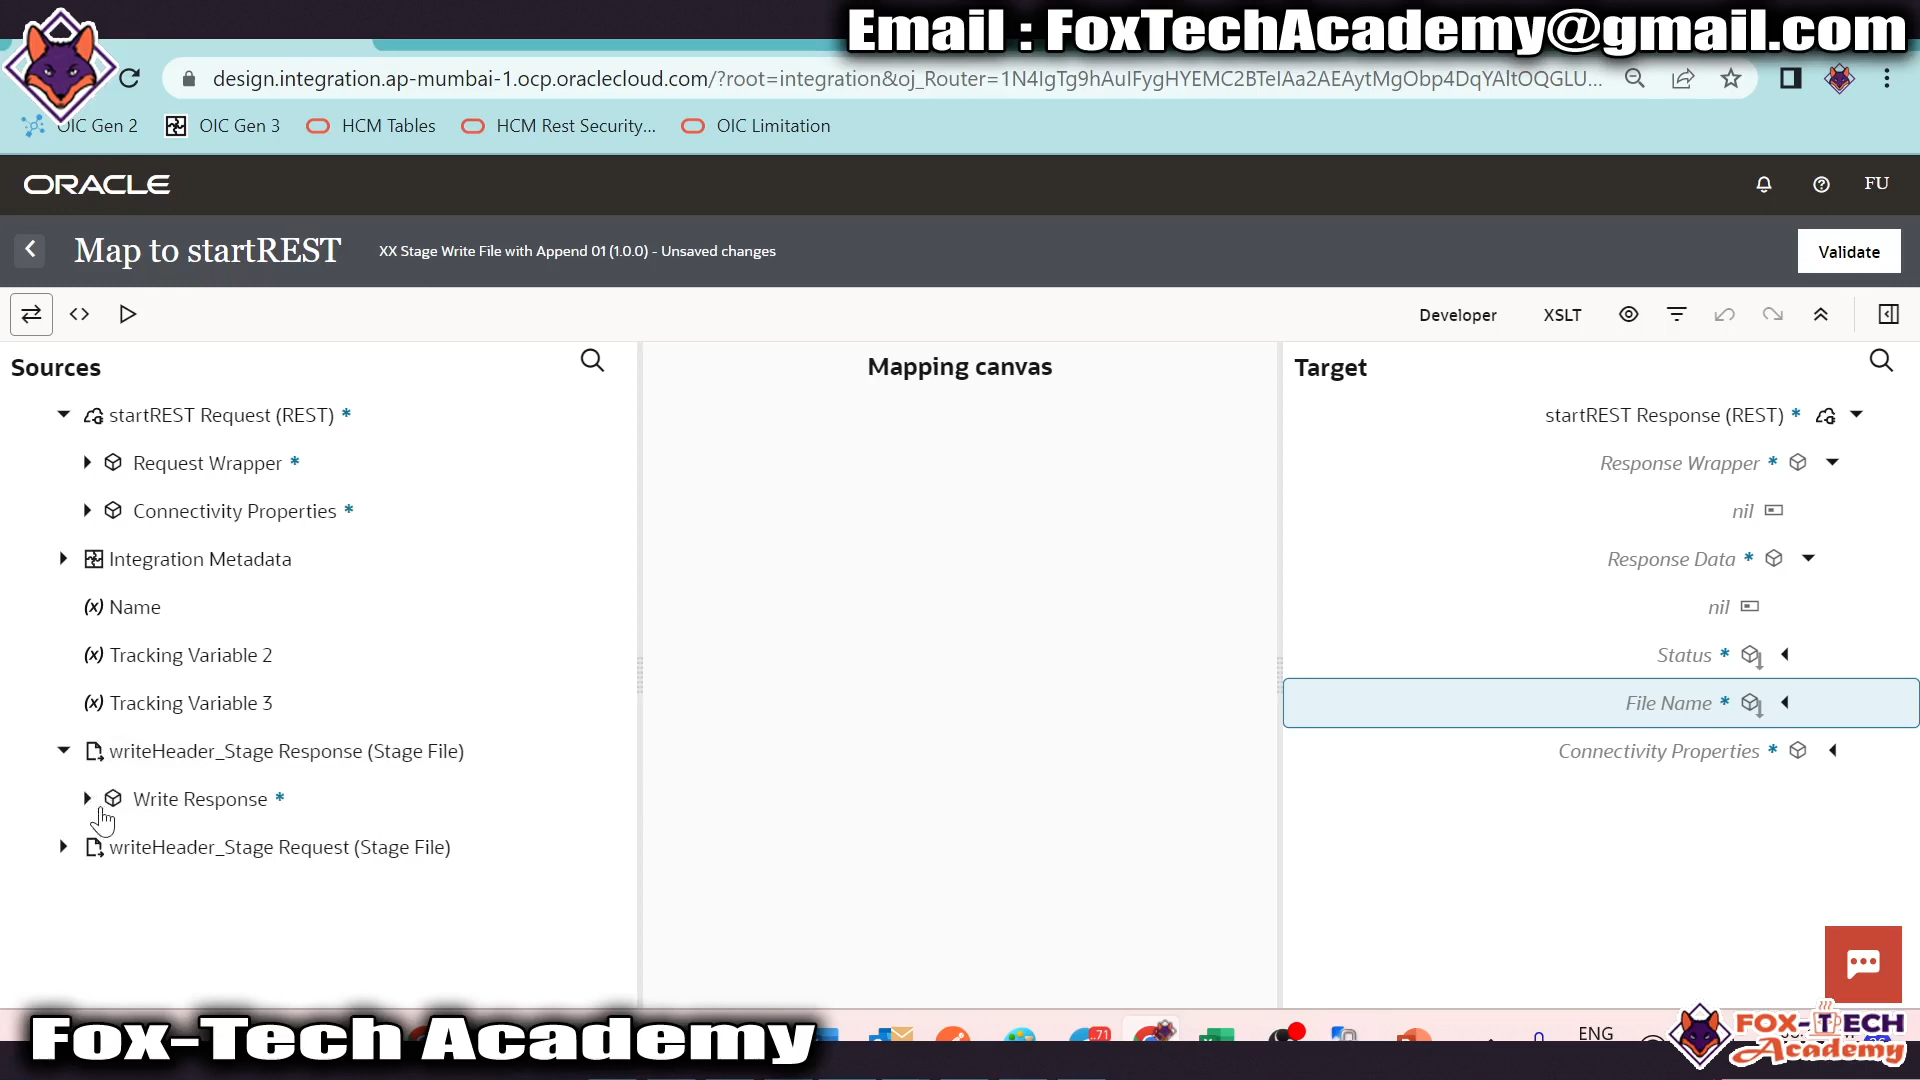 Email : FoxTechAcademy@gmail.com
design.integration.ap-mumbai-1.ocp.oraclecloud.com/?root=integration&oj_Router=1N4IgTg9hAuIFygHYEMC2BTeIAa2AEAytMgObp4DqYAltOQGLU...
OIC Gen 2
OIC Gen 3
HCM Tables
HCM Rest Security...
OIC Limitation
ORACLE
FU
Map to startREST
XX Stage Write File with Append 01 (1.0.0) - Unsaved changes
Validate
Developer
XSLT
Sources
Mapping canvas
Target
startREST Request (REST) *
startREST Response (REST) *
Request Wrapper *
Response Wrapper *
Connectivity Properties *
nil
Integration Metadata
Response Data *
(x) Name
nil
(x) Tracking Variable 2
Status *
(x) Tracking Variable 3
File Name *
writeHeader_Stage Response (Stage File)
Connectivity Properties *
Write Response *
writeHeader_Stage Request (Stage File)
Fox-Tech Academy
71
ENG
FOX-TECH
Academy